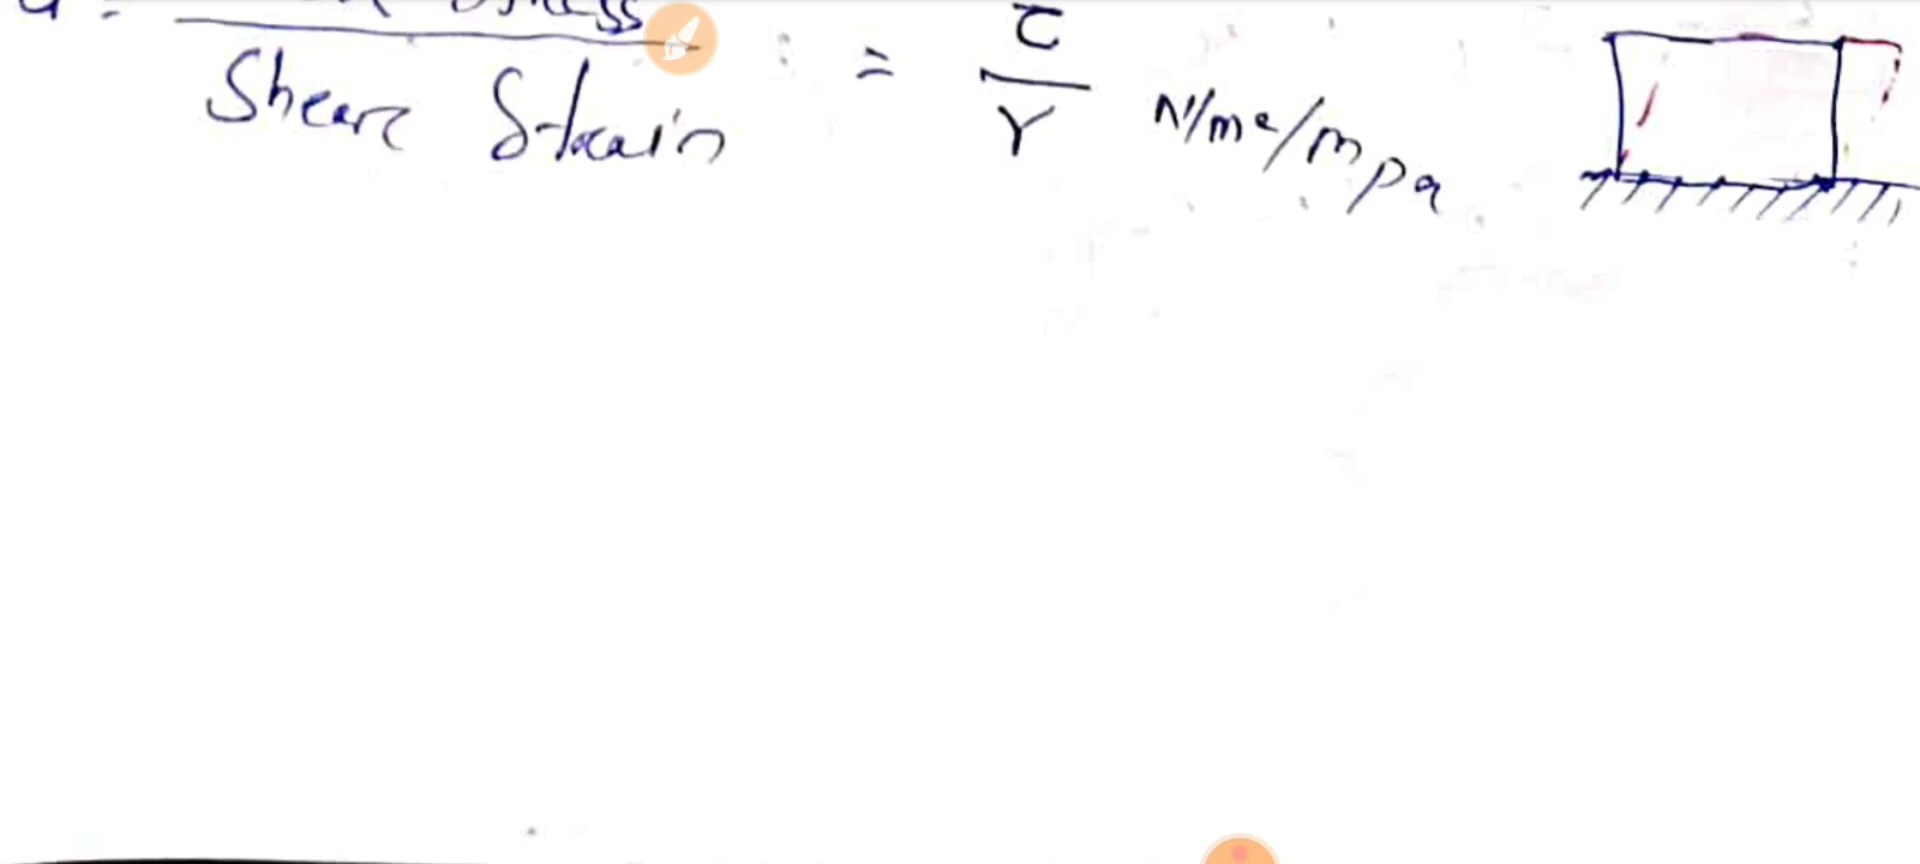 Shear Strain = τ/γ N/m²/mpa